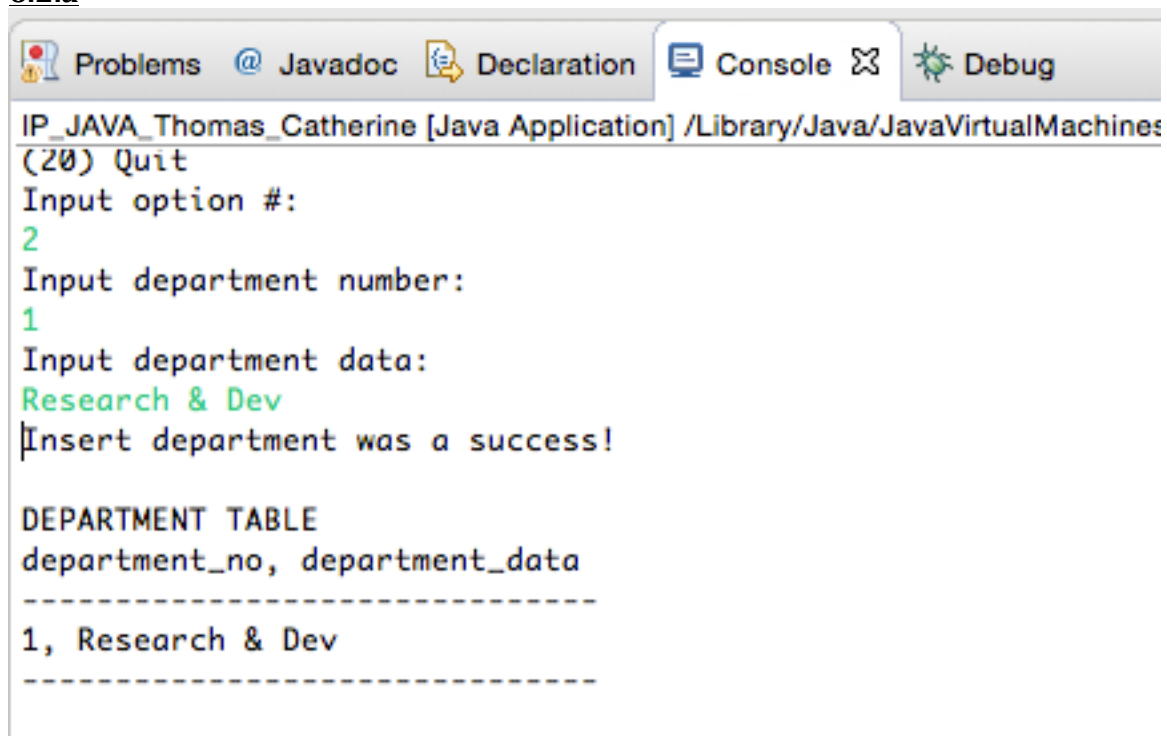 Problems @ Javadoc Declaration Console Debug
IP_JAVA_Thomas_Catherine [Java Application] /Library/Java/JavaVirtualMachines
(20) Quit
Input option #:
2
Input department number:
1
Input department data:
Research & Dev
Insert department was a success!
DEPARTMENT TABLE
department_no, department_data
-------------------------------
1, Research & Dev
-------------------------------